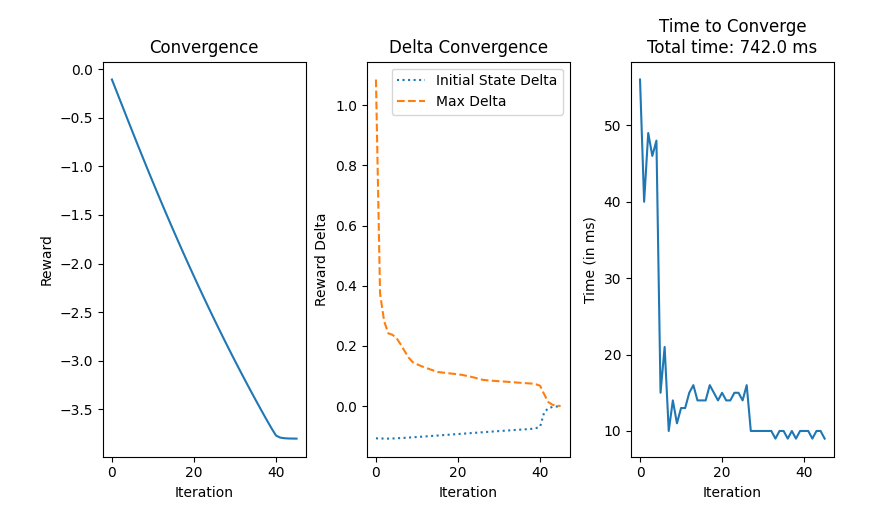 Convergence
0.0
−0.5
−1.0
−1.5
−2.0
−2.5
−3.0
−3.5
Reward
0
20
40
Iteration
Delta Convergence
Initial State Delta
Max Delta
1.0
0.8
0.6
0.4
0.2
0.0
Reward Delta
0
20
40
Iteration
Time to Converge
Total time: 742.0 ms
50
40
30
20
10
Time (in ms)
0
20
40
Iteration